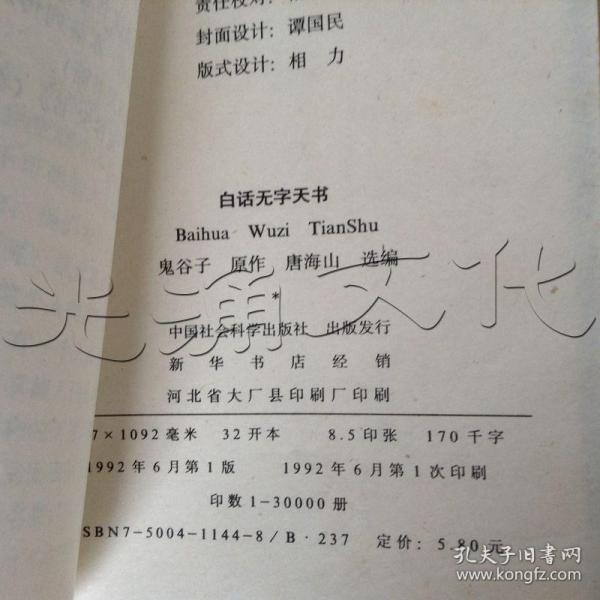 责任校对:
封面设计: 谭国民
版式设计: 相 力
白话无字天书
Baihua Wuzi TianShu
鬼谷子 原作 唐海山 选编
*
中国社会科学出版社 出版发行
新华书店经销
河北省大厂县印刷厂印刷
7×1092毫米 32开本 8.5印张 170千字
1992年6月第1版 1992年6月第1次印刷
印数1-30000册
SBN7-5004-1144-8/B·237 定价: 5.80元
光涌文化
孔夫子旧书网
www.kongfz.com